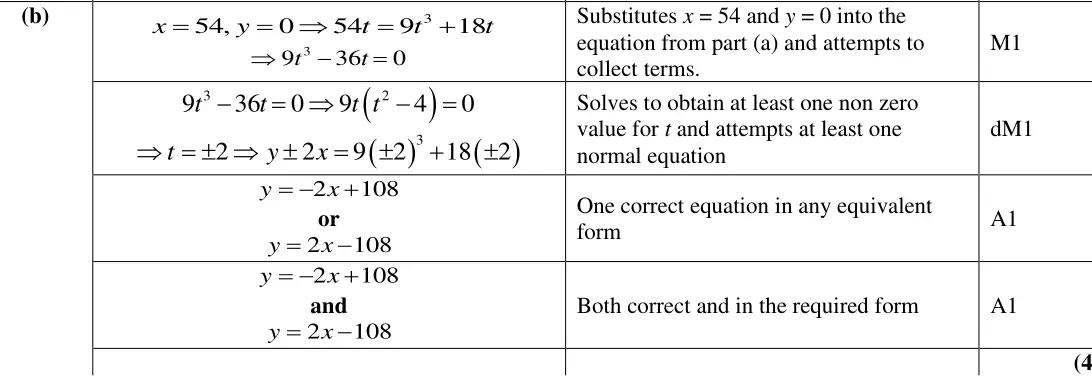 (b)
x = 54, y = 0 ⇒ 54t = 9t³ + 18t
⇒ 9t³ − 36t = 0
Substitutes x = 54 and y = 0 into the
equation from part (a) and attempts to
collect terms.
M1
9t³ − 36t = 0 ⇒ 9t(t² − 4) = 0
⇒ t = ±2 ⇒ y ± 2x = 9(±2)³ + 18(±2)
Solves to obtain at least one non zero
value for t and attempts at least one
normal equation
dM1
y = −2x + 108
or
y = 2x − 108
One correct equation in any equivalent
form
A1
y = −2x + 108
and
y = 2x − 108
Both correct and in the required form
A1
(4